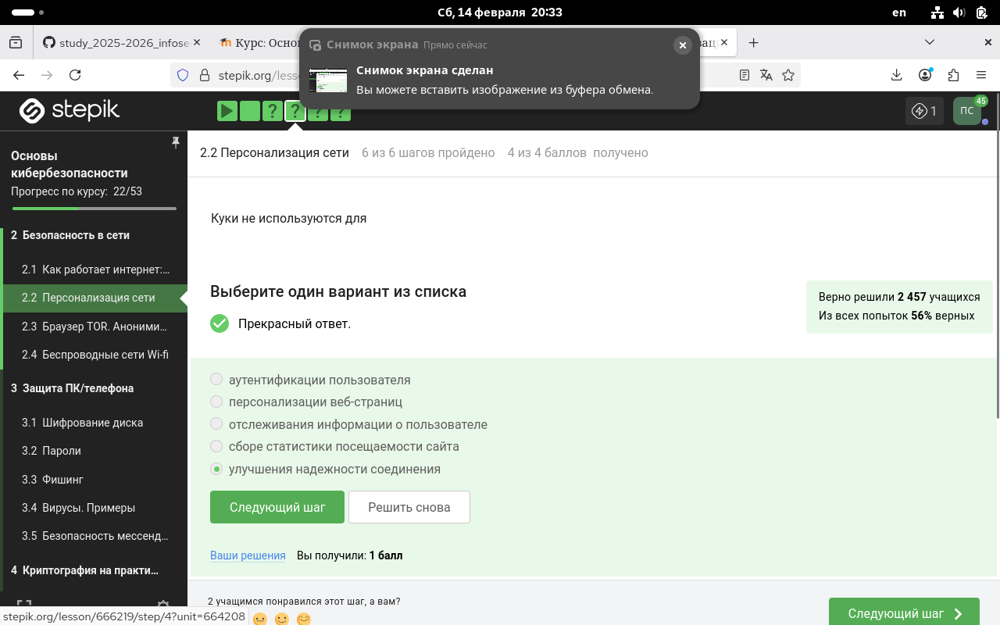 Сб, 14 февраля 20:33
en
study_2025-2026_infose
Курс: Осно
Снимок экрана Прямо сейчас
Снимок экрана сделан
Вы можете вставить изображение из буфера обмена.
stepik.org/less
stepik
? ? ? ?
1
ПС
45
Основы
кибербезопасности
Прогресс по курсу: 22/53
2 Безопасность в сети
2.1 Как работает интернет:...
2.2 Персонализация сети
2.3 Браузер TOR. Аноними...
2.4 Беспроводные сети Wi-fi
3 Защита ПК/телефона
3.1 Шифрование диска
3.2 Пароли
3.3 Фишинг
3.4 Вирусы. Примеры
3.5 Безопасность мессенд...
4 Криптография на практи...
2.2 Персонализация сети 6 из 6 шагов пройдено 4 из 4 баллов получено
Куки не используются для
Выберите один вариант из списка
Прекрасный ответ.
Верно решили 2 457 учащихся
Из всех попыток 56% верных
аутентификации пользователя
персонализации веб-страниц
отслеживания информации о пользователе
сборе статистики посещаемости сайта
улучшения надежности соединения
Следующий шаг
Решить снова
Ваши решения Вы получили: 1 балл
2 учащимся понравился этот шаг, а вам?
Следующий шаг
stepik.org/lesson/666219/step/4?unit=664208